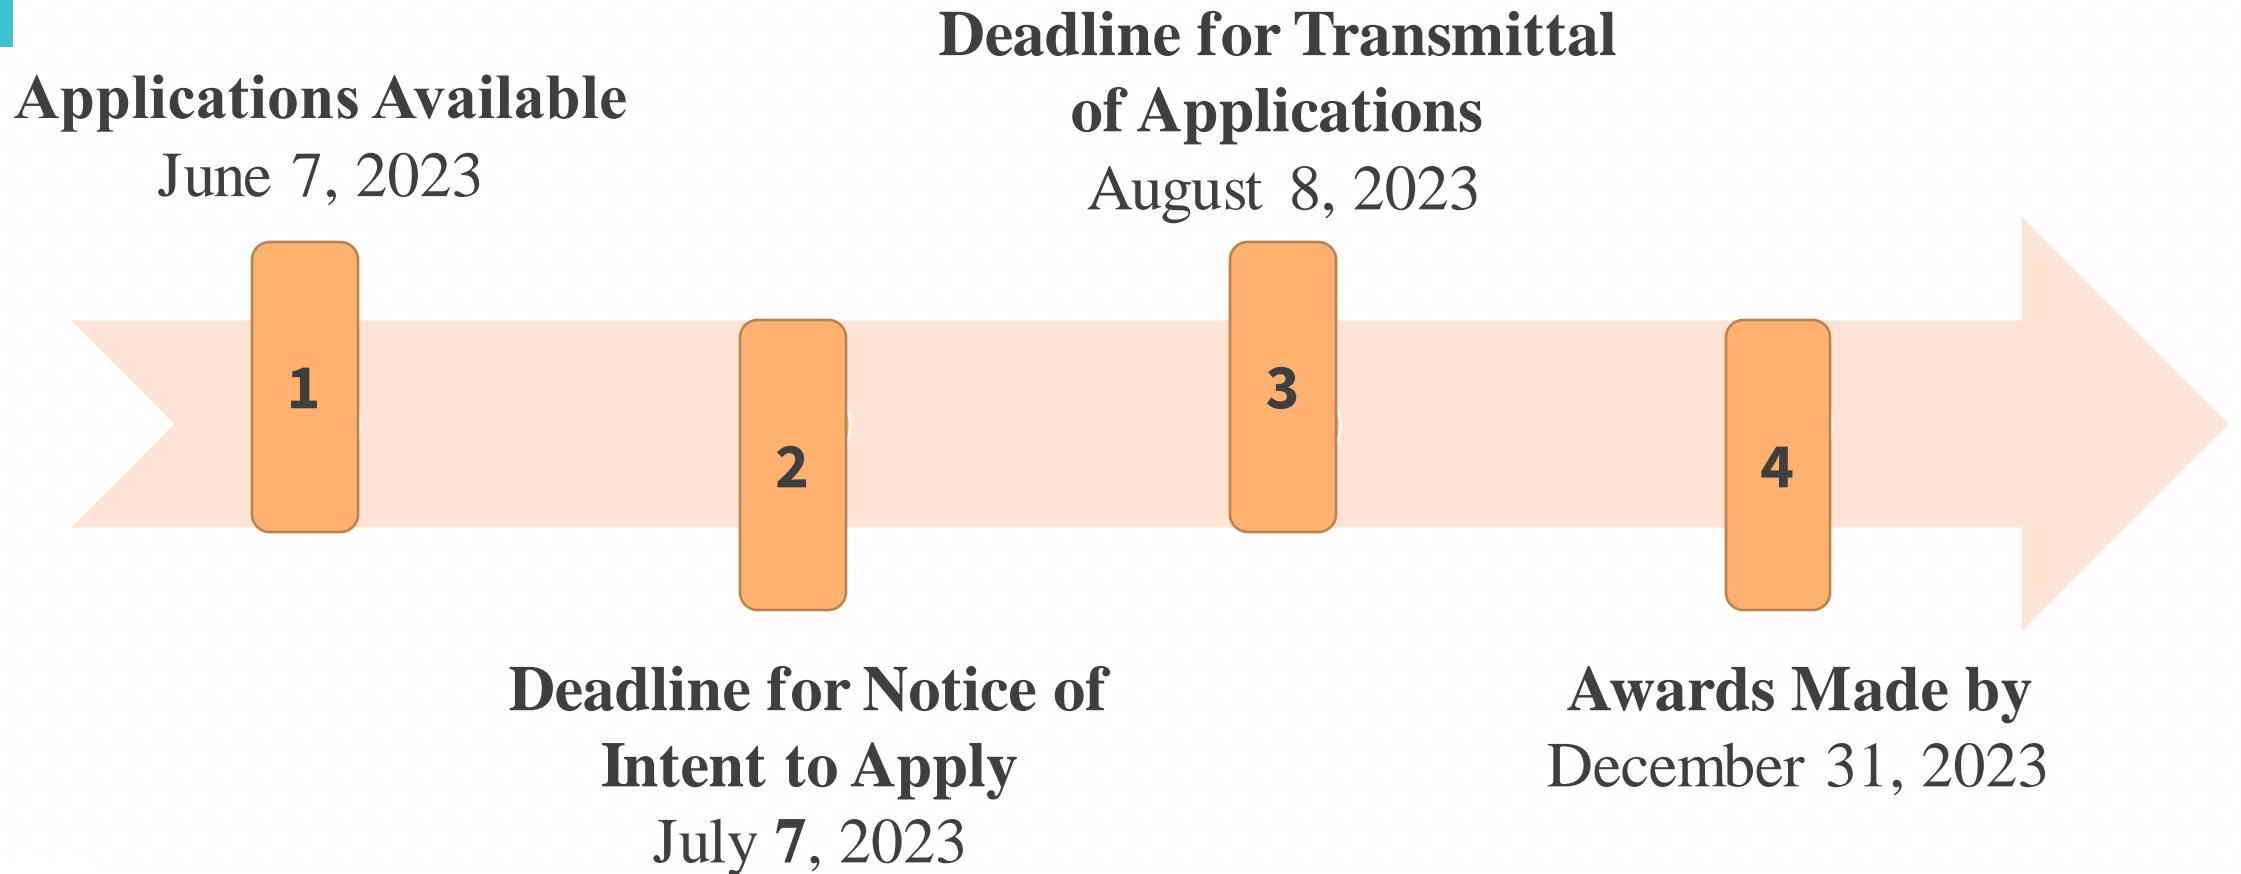 Applications Available
June 7, 2023
Deadline for Transmittal
of Applications
August 8, 2023
1
2
3
4
Deadline for Notice of
Intent to Apply
July 7, 2023
Awards Made by
December 31, 2023